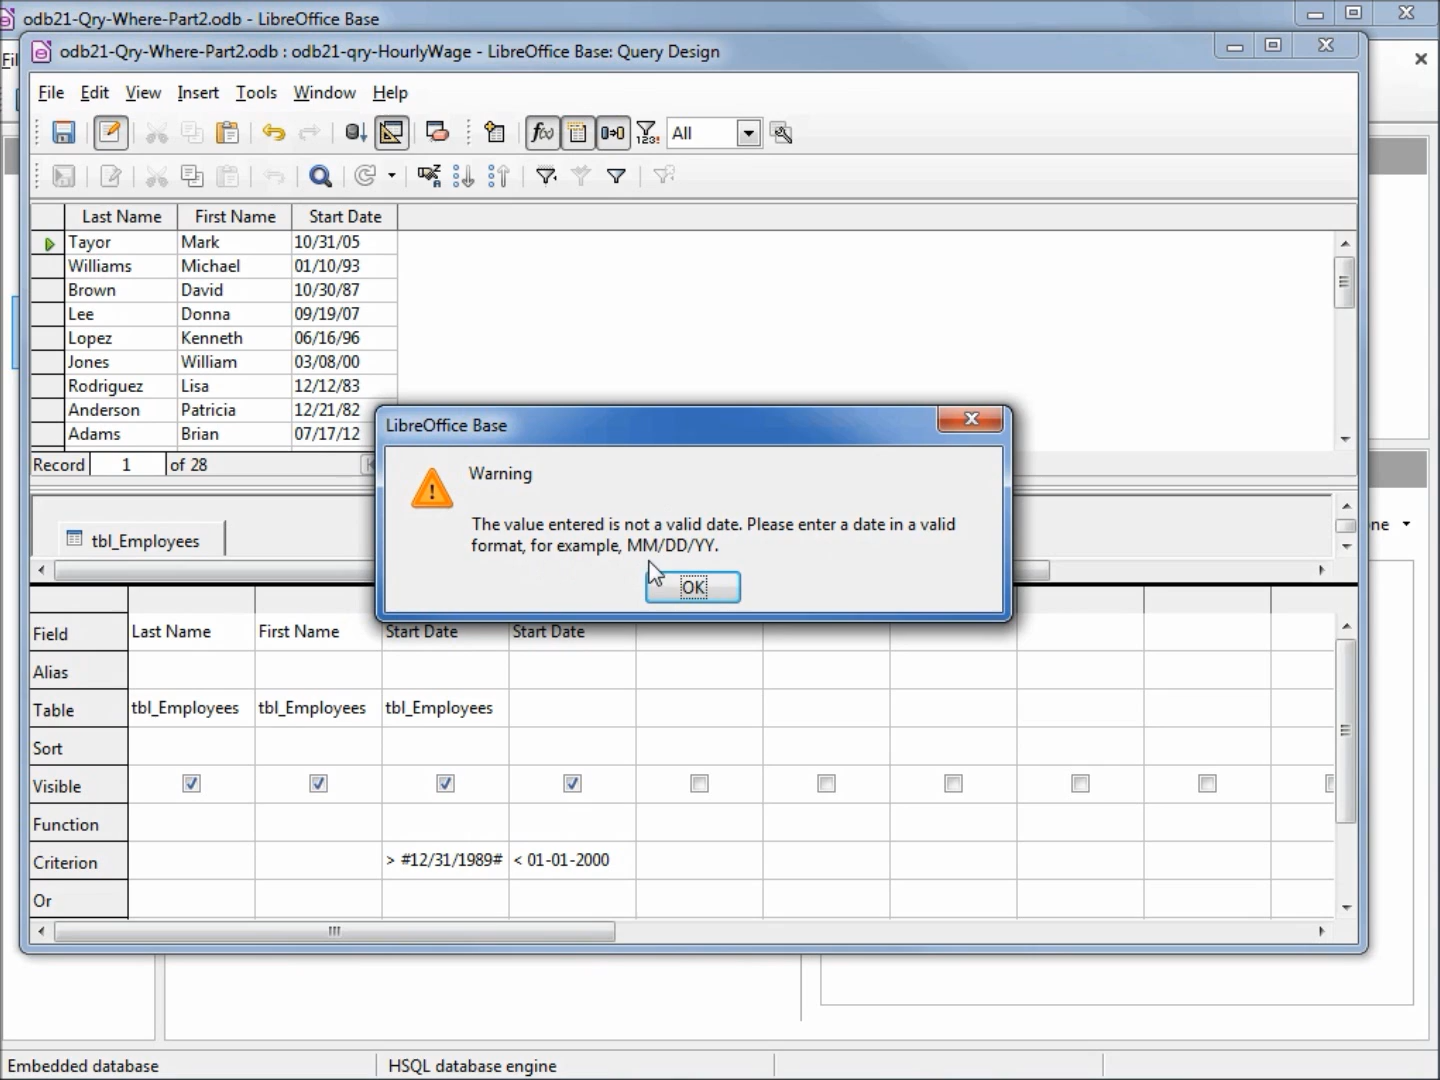 odb21-Qry-Where-Part2.odb - LibreOffice Base
odb21-Qry-Where-Part2.odb : odb21-qry-HourlyWage - LibreOffice Base: Query Design
File Edit View Insert Tools Window Help
All
Last Name First Name Start Date
Tayor Mark 10/31/05
Williams Michael 01/10/93
Brown David 10/30/87
Lee Donna 09/19/07
Lopez Kenneth 06/16/96
Jones William 03/08/00
Rodriguez Lisa 12/12/83
Anderson Patricia 12/21/82
Adams Brian 07/17/12
Record 1 of 28
LibreOffice Base
Warning
The value entered is not a valid date. Please enter a date in a valid
format, for example, MM/DD/YY.
OK
tbl_Employees
Field Last Name First Name Start Date Start Date
Alias
Table tbl_Employees tbl_Employees tbl_Employees
Sort
Visible
Function
Criterion > #12/31/1989# < 01-01-2000
Or
Embedded database HSQL database engine